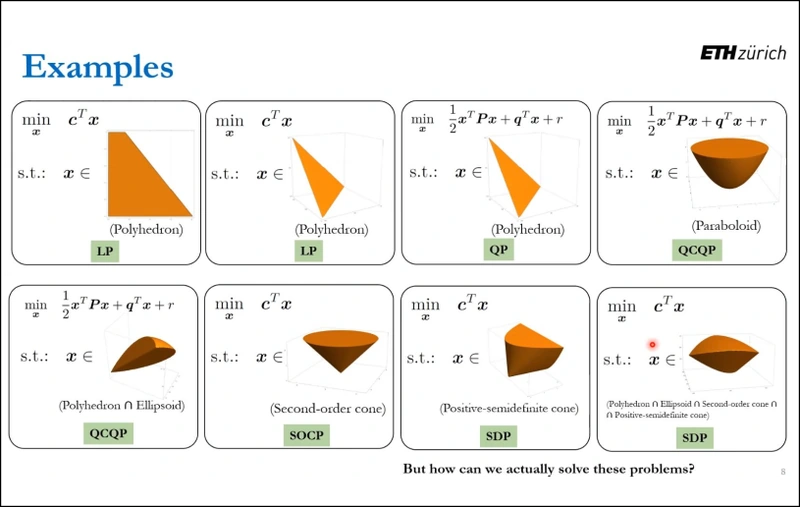 Examples
ETH zürich
min x c^T x
s.t.: x ∈
(Polyhedron)
LP
min x c^T x
s.t.: x ∈
(Polyhedron)
LP
min x 1/2 x^T P x + q^T x + r
s.t.: x ∈
(Polyhedron)
QP
min x 1/2 x^T P x + q^T x + r
s.t.: x ∈
(Paraboloid)
QCQP
min x 1/2 x^T P x + q^T x + r
s.t.: x ∈
(Polyhedron ∩ Ellipsoid)
QCQP
min x c^T x
s.t.: x ∈
(Second-order cone)
SOCP
min x c^T x
s.t.: x ∈
(Positive-semidefinite cone)
SDP
min x c^T x
s.t.: x ∈
(Polyhedron ∩ Ellipsoid ∩ Second-order cone ∩
∩ Positive-semidefinite cone)
SDP
But how can we actually solve these problems?
8